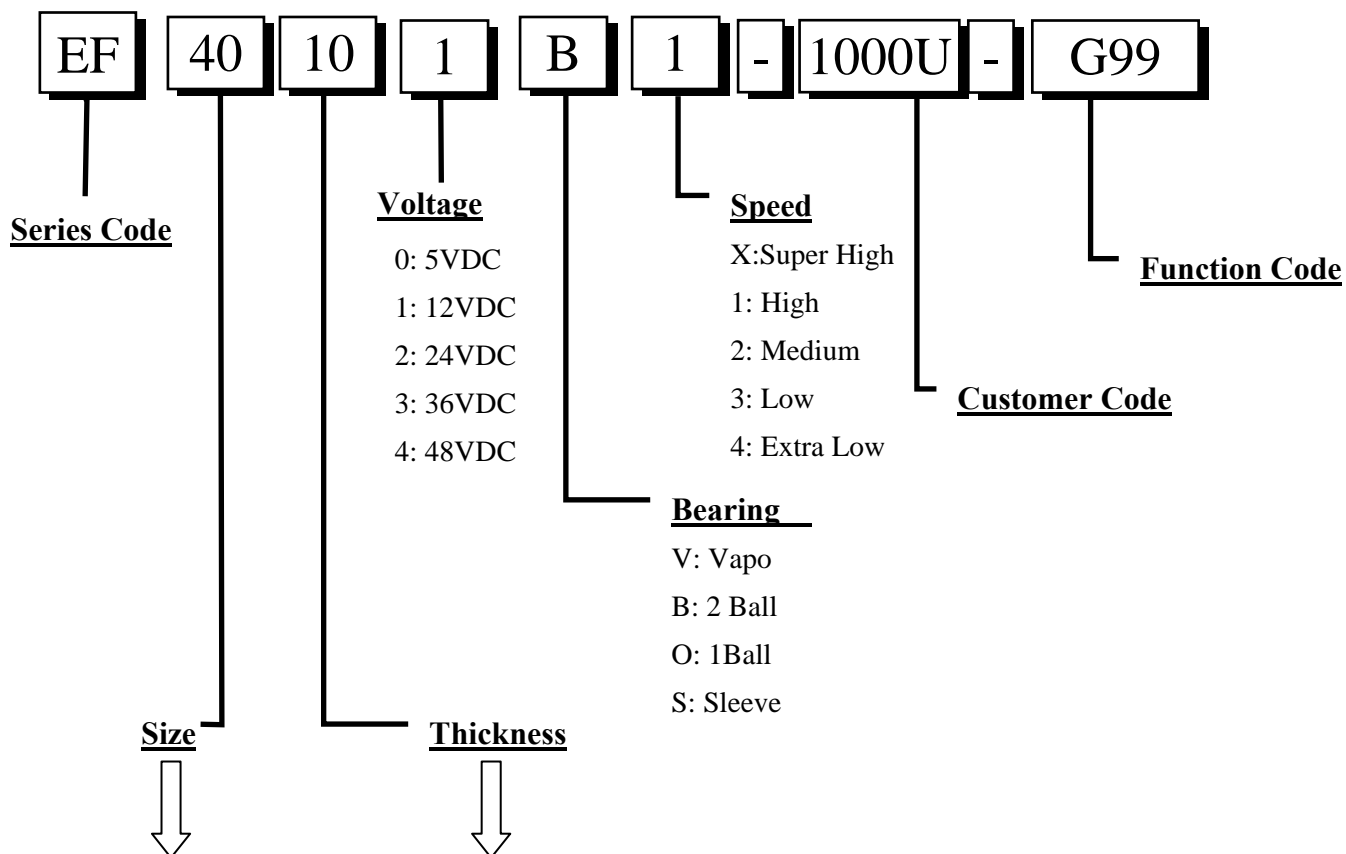 EF 40 10 1 B 1 - 1000U - G99
Series Code
Voltage
0: 5VDC
1: 12VDC
2: 24VDC
3: 36VDC
4: 48VDC
Speed
X:Super High
1: High
2: Medium
3: Low
4: Extra Low
Function Code
Customer Code
Bearing
V: Vapo
B: 2 Ball
O: 1Ball
S: Sleeve
Size
Thickness